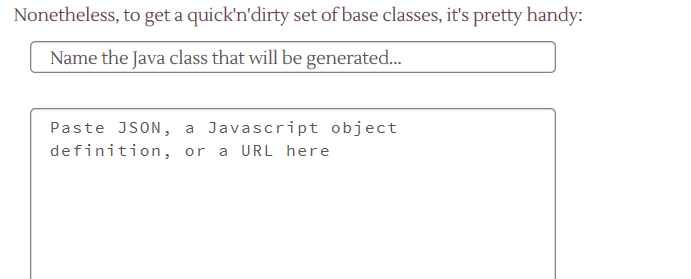 Nonetheless, to get a quick'n'dirty set of base classes, it's pretty handy:
Name the Java class that will be generated...
Paste JSON, a Javascript object
definition, or a URL here